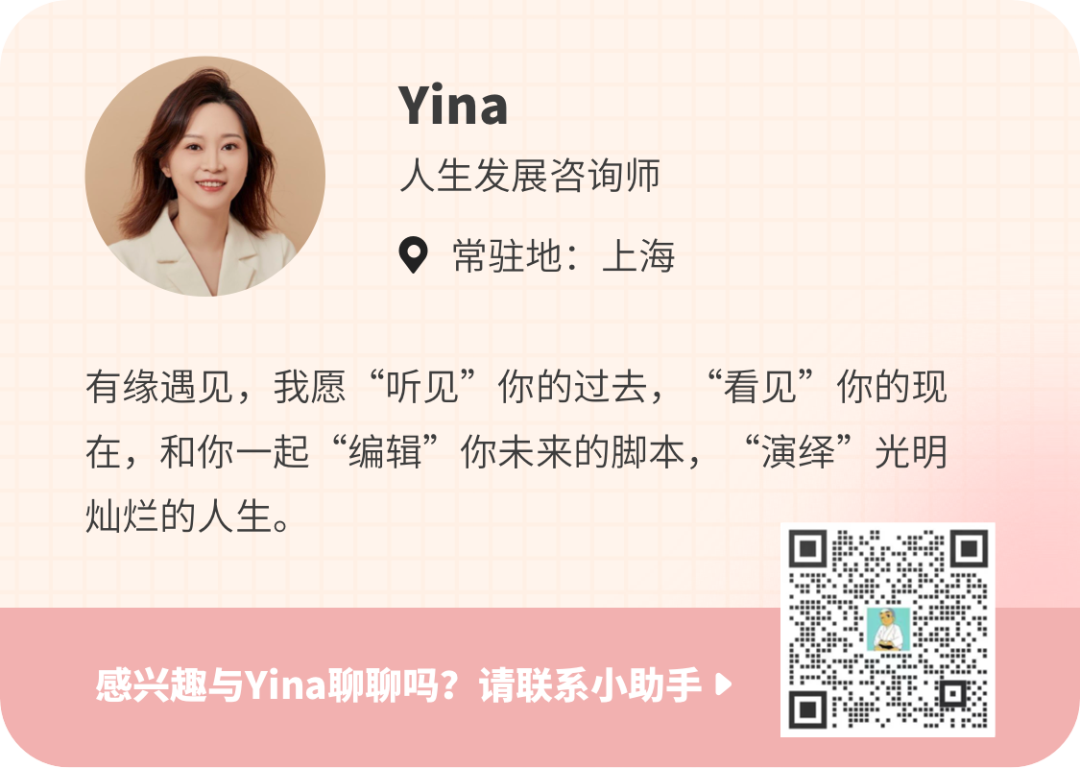 Yina
人生发展咨询师
常驻地：上海
有缘遇见，我愿“听见”你的过去，“看见”你的现
在，和你一起“编辑”你未来的脚本，“演绎”光明
灿烂的人生。
感兴趣与Yina聊聊吗？请联系小助手